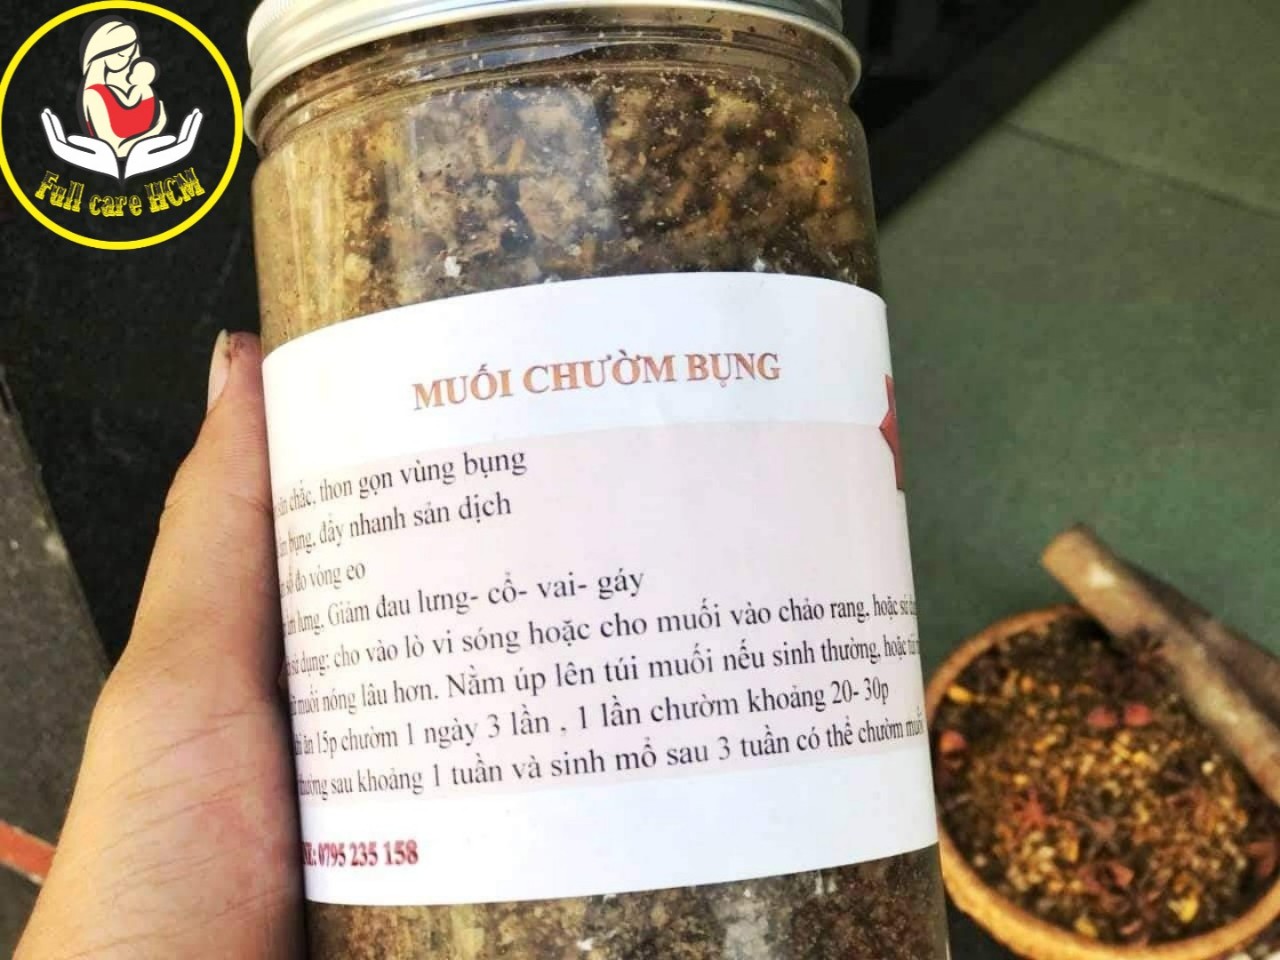 Full care HCM
MUỐI CHƯỜM BỤNG
săn chắc, thon gọn vùng bụng
bụng, đẩy nhanh sản dịch
số đo vòng eo
lưng, Giảm đau lưng- cổ- vai- gáy
sử dụng: cho vào lò vi sóng hoặc cho muối vào chảo rang, hoặc
muối nóng lâu hơn. Nằm úp lên túi muối nếu sinh thường, hoặc
ăn 15p chườm 1 ngày 3 lần , 1 lần chườm khoảng 20- 30p
thường sau khoảng 1 tuần và sinh mổ sau 3 tuần có thể chườm muối
0795 235 158